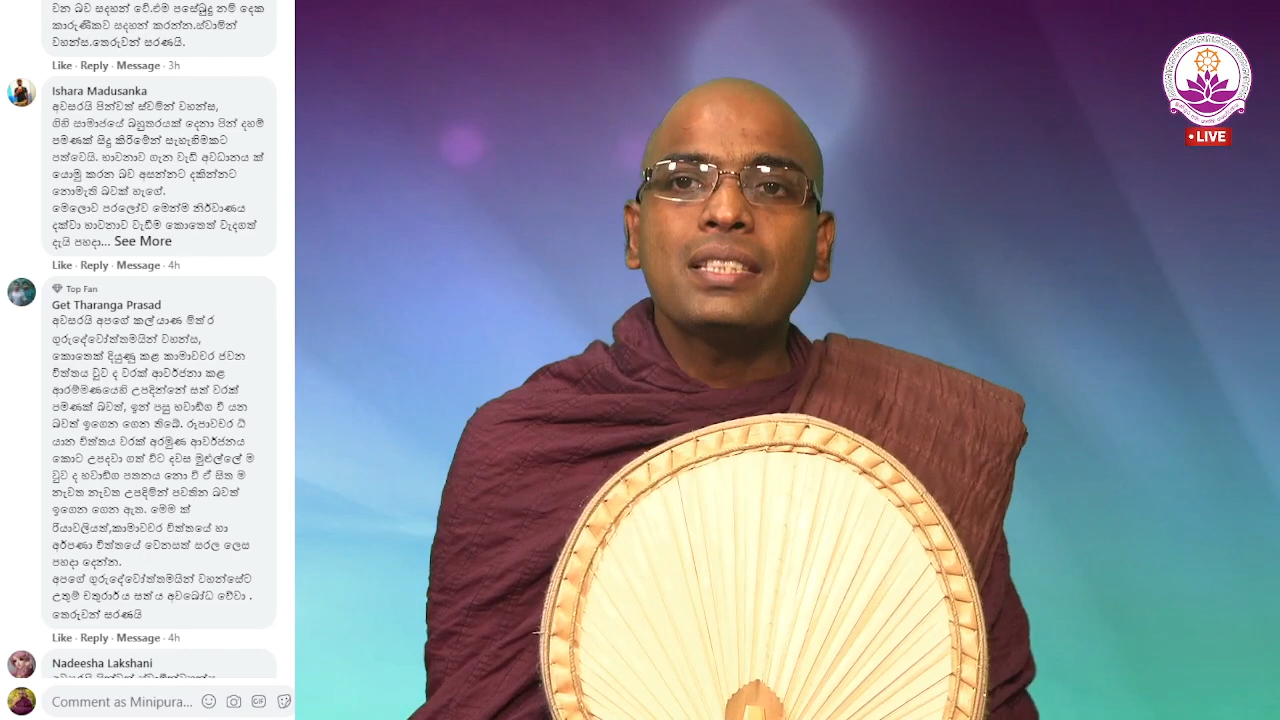 වන බව සඳහන් වේ.එම පසේබුදු නම් දෙක
කාරුණිකව සදහන් කරන්න.ස්වාමින්
වහන්ස.තෙරුවන් සරණයි.
Like · Reply · Message · 3h
Ishara Madusanka
අවසරයි පින්වත් ස්වමින් වහන්ස,
ගිහි සාමාජයේ බහුතරයක් දෙනා පින් දහම්
පමණක් සිදු කිරීමෙන් සැහැහීමකට
පත්වෙයි. භාවනාව ගැන වැඩි අවධානය ක්
යොමු කරන බව අසන්නට දකින්නට
නොමැති බවක් හැගේ.
මෙලොව පරලෝව මෙන්ම නිර්වාණය
දක්වා භාවනාව වැඩීම කොතෙත් වැදගත්
දැයි පහදා... See More
Like · Reply · Message · 4h
Top Fan
Get Tharanga Prasad
අවසරයි අපගේ කල් යාණ මිත් ර
ගුරුදේවෝත්තමයින් වහන්ස,
කොතෙක් දියුණු කළ කාමාවචර ජවන
චිත්තය වුව ද වරක් ආවර්ජනා කළ
ආරම්මණයෙහි උපදින්නේ සත් වරක්
පමණක් බවත්, ඉන් පසු භවාඞ්ග වී යන
බවත් ඉගෙන ගෙන තිබේ. රූපාවචර ධ්
යාන චිත්තය වරක් අරමුණ ආවර්ජනය
කොට උපදවා ගත් විට දවස මුළුල්ලේ ම
වුව ද භවාඞ්ග පතනය නො වී ඒ සිත ම
නැවත නැවත උපදිමින් පවතින බවත්
ඉගෙන ගෙන ඇත. මෙම ක්
රියාවලියත්,කාමාවචර චිත්තයේ හා
අර්පණා චිත්තයේ වෙනසත් සරල ලෙස
පහදා දෙන්න.
අපගේ ගුරුදේවෝත්තමයින් වහන්සේට
උතුම් චතුරාර් ය සත් ය අවබෝධ වේවා .
තෙරුවන් සරණයි
Like · Reply · Message · 4h
Nadeesha Lakshani
Comment as Minipura...
GIF
LIVE